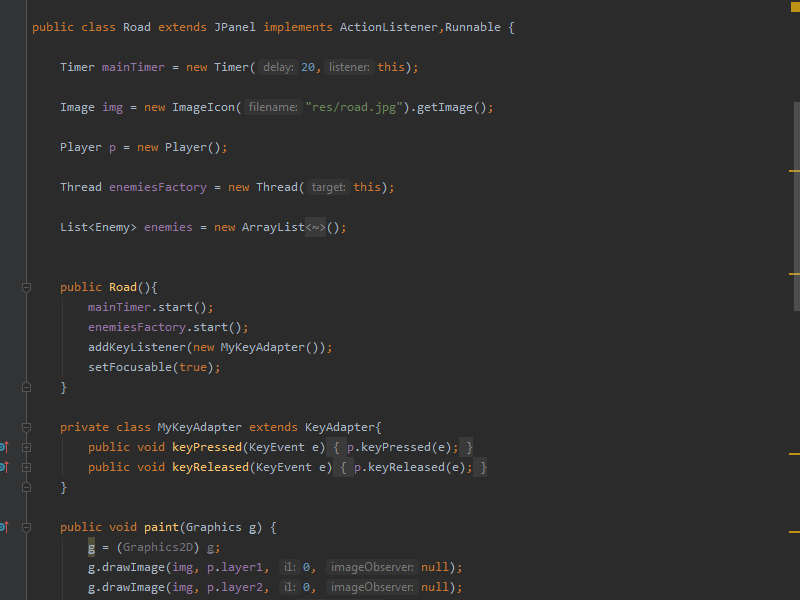 public class Road extends JPanel implements ActionListener,Runnable {
Timer mainTimer = new Timer( delay: 20, listener: this);
Image img = new ImageIcon( filename: "res/road.jpg").getImage();
Player p = new Player();
Thread enemiesFactory = new Thread( target: this);
List<Enemy> enemies = new ArrayList<~>();
public Road(){
mainTimer.start();
enemiesFactory.start();
addKeyListener(new MyKeyAdapter());
setFocusable(true);
}
private class MyKeyAdapter extends KeyAdapter{
public void keyPressed(KeyEvent e) { p.keyPressed(e); }
public void keyReleased(KeyEvent e) { p.keyReleased(e); }
}
public void paint(Graphics g) {
g = (Graphics2D) g;
g.drawImage(img, p.layer1, i1: 0, imageObserver: null);
g.drawImage(img, p.layer2, i1: 0, imageObserver: null);